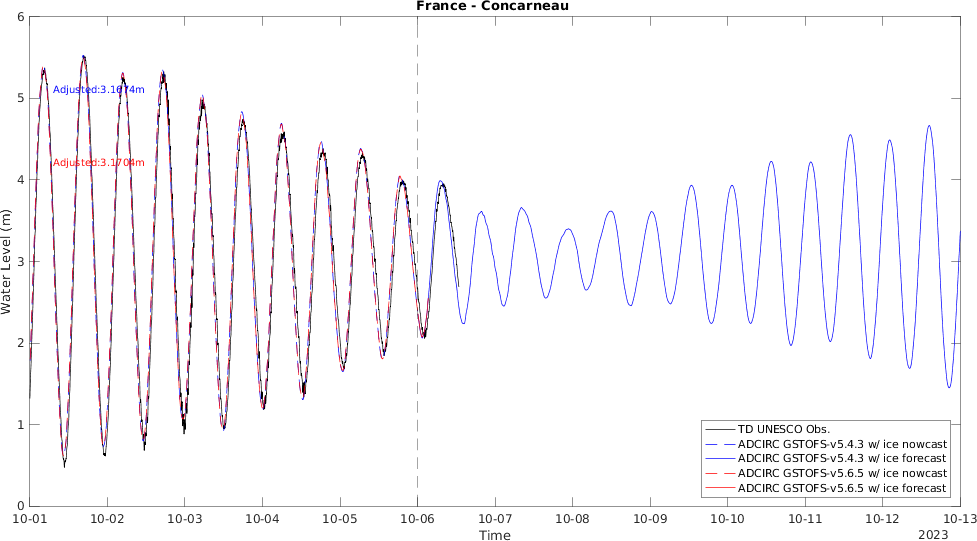 France - Concarneau
6
5
4
3
2
1
0
Water Level (m)
Adjusted:3.1674m
Adjusted:3.1704m
TD UNESCO Obs.
ADCIRC GSTOFS-v5.4.3 w/ ice nowcast
ADCIRC GSTOFS-v5.4.3 w/ ice forecast
ADCIRC GSTOFS-v5.6.5 w/ ice nowcast
ADCIRC GSTOFS-v5.6.5 w/ ice forecast
10-01 10-02 10-03 10-04 10-05 10-06 10-07 10-08 10-09 10-10 10-11 10-12 10-13
Time
2023